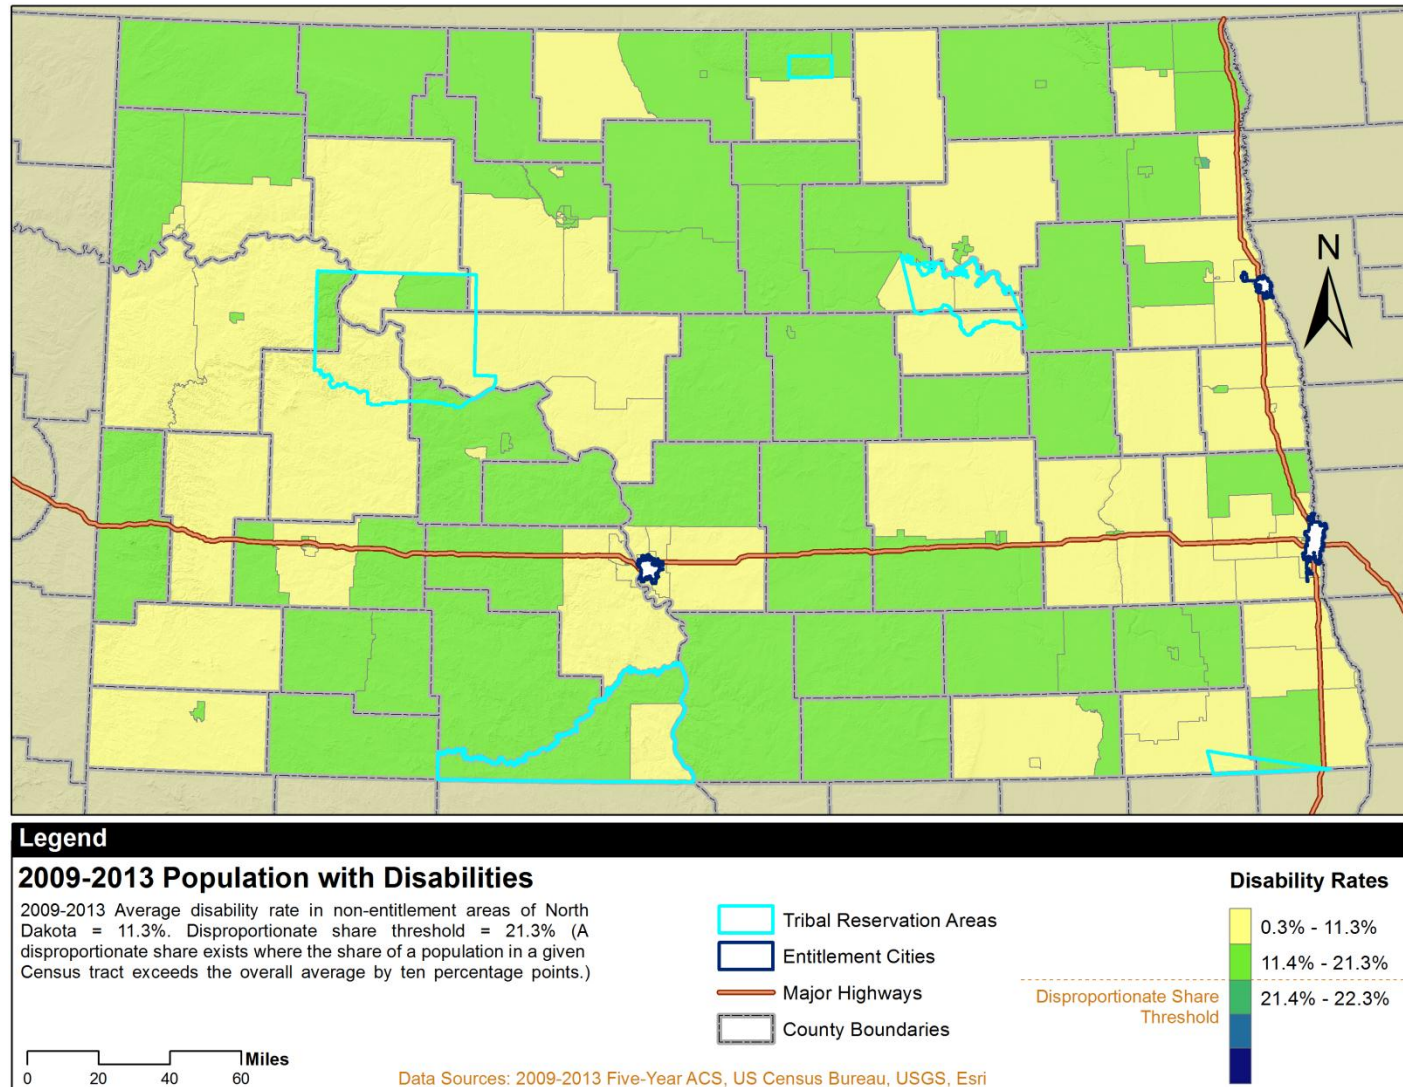 N
Legend
2009-2013 Population with Disabilities
2009-2013 Average disability rate in non-entitlement areas of North
Dakota = 11.3%. Disproportionate share threshold = 21.3% (A
disproportionate share exists where the share of a population in a given
Census tract exceeds the overall average by ten percentage points.)
Miles
0 20 40 60
Tribal Reservation Areas
Entitlement Cities
Major Highways
County Boundaries
Disability Rates
0.3% - 11.3%
11.4% - 21.3%
21.4% - 22.3%
Disproportionate Share
Threshold
Data Sources: 2009-2013 Five-Year ACS, US Census Bureau, USGS, Esri